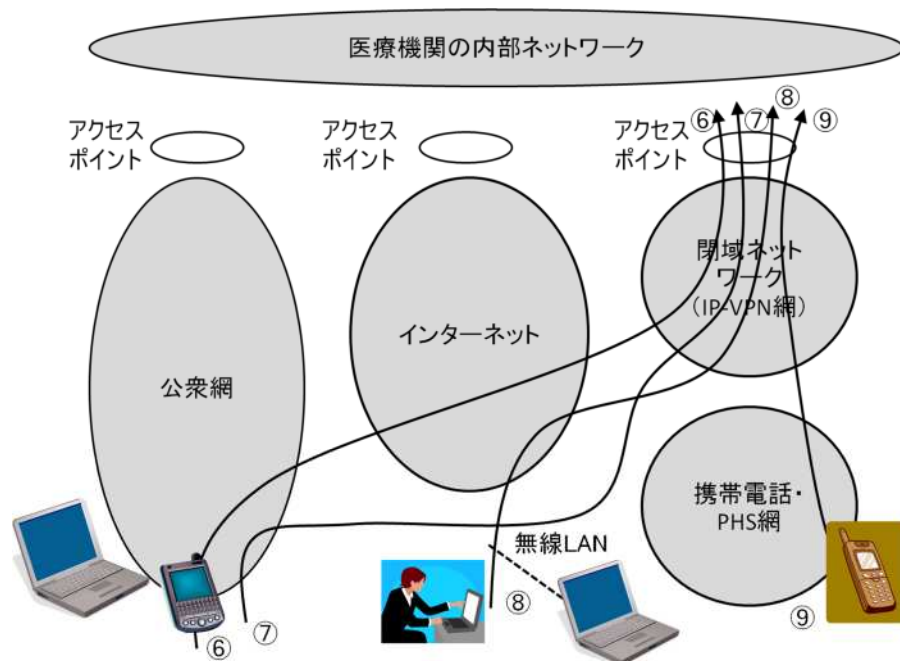 医療機関の内部ネットワーク
アクセス
ポイント
アクセス
ポイント
アクセス
ポイント
⑥
⑦
⑧
⑨
閉域ネット
ワーク
（IP-VPN網）
インターネット
公衆網
携帯電話・
PHS網
無線LAN
⑥
⑦
⑧
⑨